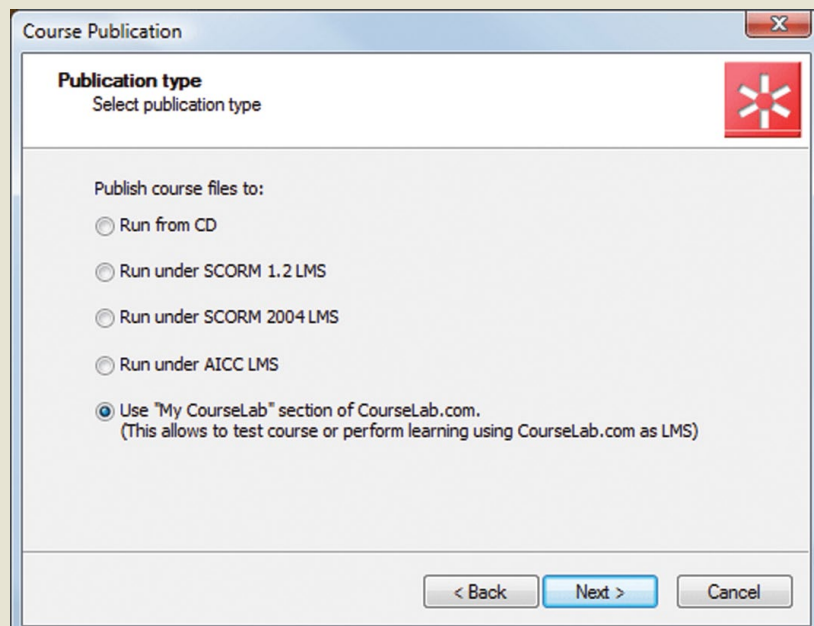 Course Publication
Publication type
Select publication type
Publish course files to:
Run from CD
Run under SCORM 1.2 LMS
Run under SCORM 2004 LMS
Run under AICC LMS
Use "My CourseLab" section of CourseLab.com.
(This allows to test course or perform learning using CourseLab.com as LMS)
< Back
Next >
Cancel